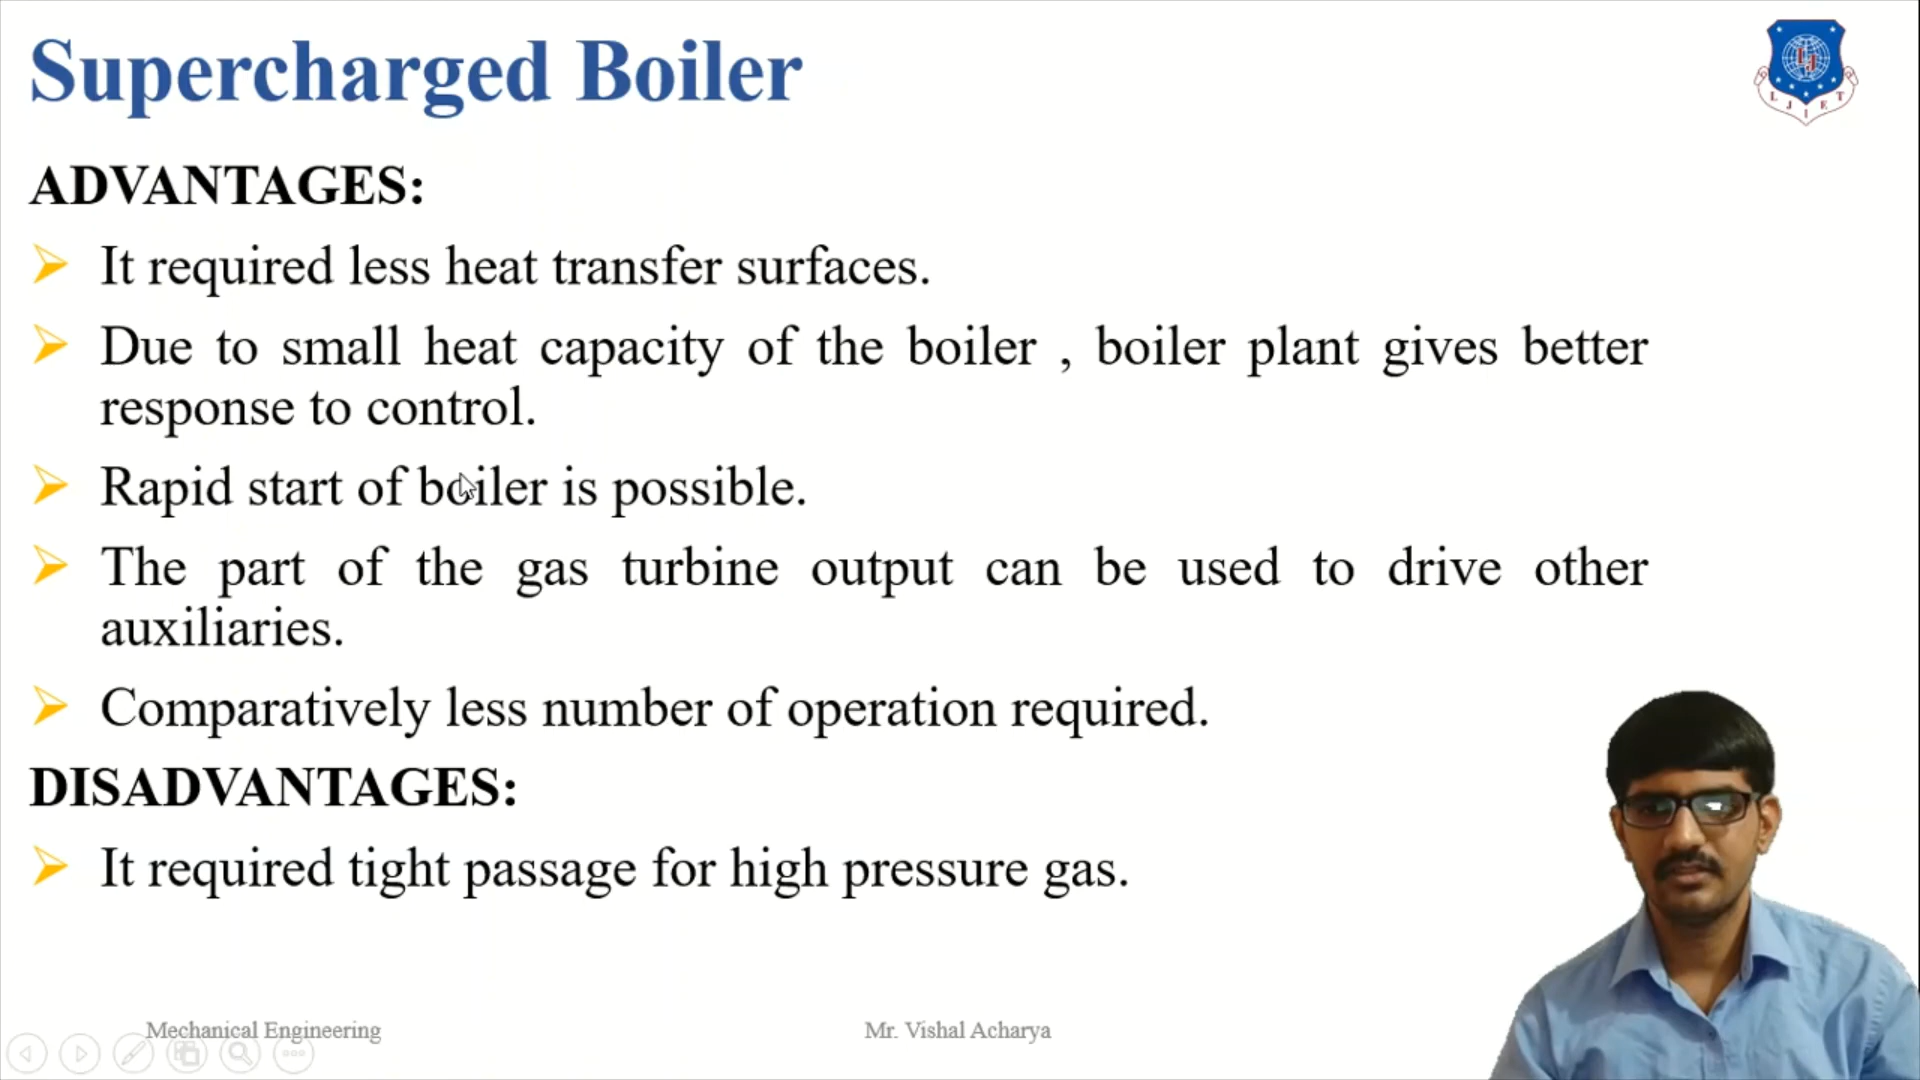 Supercharged Boiler
ADVANTAGES:
It required less heat transfer surfaces.
Due to small heat capacity of the boiler , boiler plant gives better
response to control.
Rapid start of boiler is possible.
The part of the gas turbine output can be used to drive other
auxiliaries.
Comparatively less number of operation required.
DISADVANTAGES:
It required tight passage for high pressure gas.
Mechanical Engineering
Mr. Vishal Acharya
LJ
L J I E T